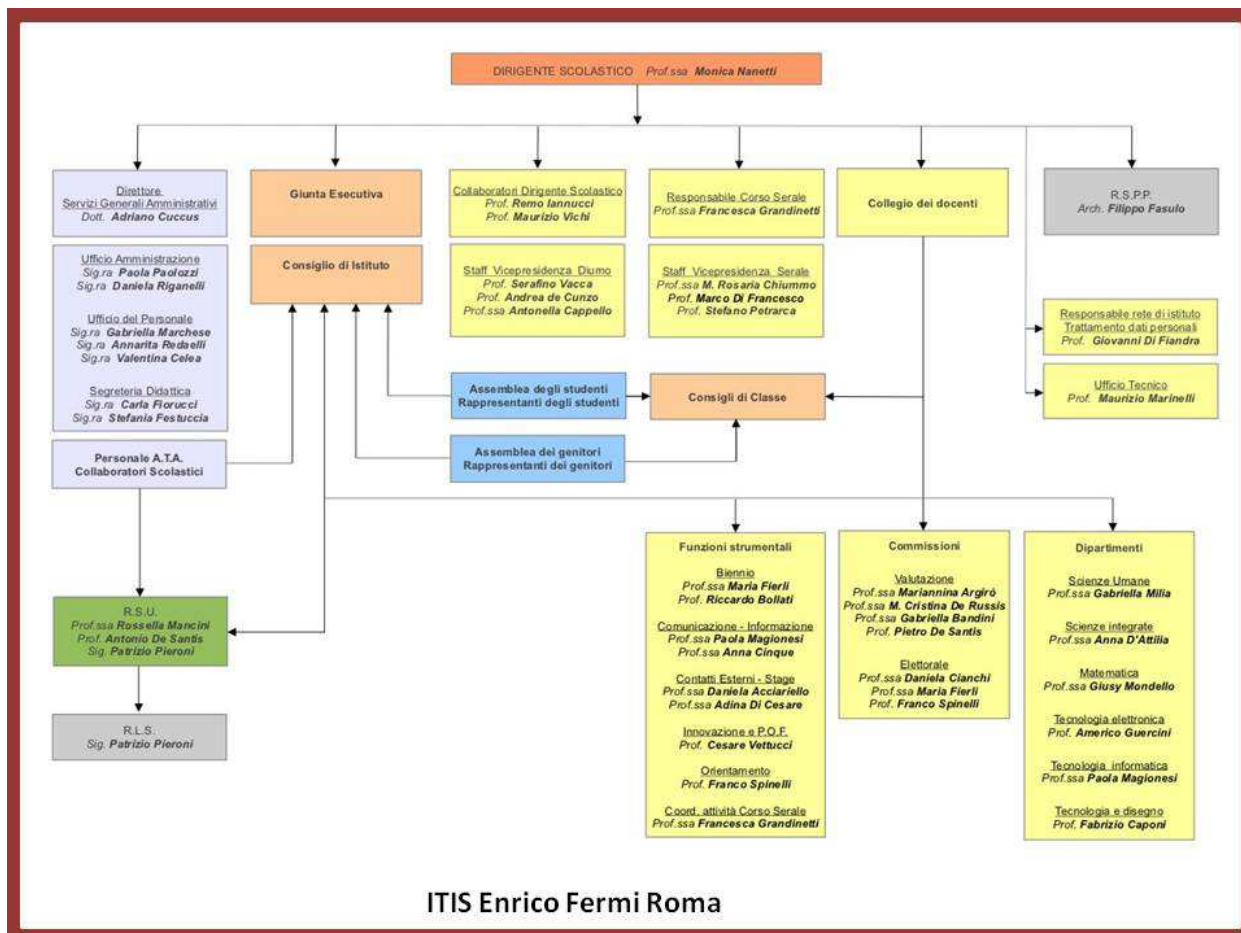 DIRIGENTE SCOLASTICO Prof.ssa Monica Nanetti
Direttore
Servizi Generali Amministrativi
Dott. Adriano Cuccus
Giunta Esecutiva
Collaboratori Dirigente Scolastico
Prof. Remo Iannucci
Prof. Maurizio Vichi
Responsabile Corso Serale
Prof.ssa Francesca Grandinetti
Collegio dei docenti
R.S.P.P.
Arch. Filippo Fasulo
Ufficio Amministrazione
Sig.ra Paola Paolozzi
Sig.ra Daniela Riganelli
Ufficio del Personale
Sig.ra Gabriella Marchese
Sig.ra Annarita Redaelli
Sig.ra Valentina Celea
Segreteria Didattica
Sig.ra Carla Fiorucci
Sig.ra Stefania Festuccia
Consiglio di Istituto
Staff Vicepresidenza Diurno
Prof. Serafino Vacca
Prof. Andrea de Cunzo
Prof.ssa Antonella Cappello
Staff Vicepresidenza Serale
Prof.ssa M. Rosaria Chiummo
Prof. Marco Di Francesco
Prof. Stefano Petrarca
Responsabile rete di istituto
Trattamento dati personali
Prof. Giovanni Di Fiandra
Ufficio Tecnico
Prof. Maurizio Marinelli
Assemblea degli studenti
Rappresentanti degli studenti
Consigli di Classe
Assemblea dei genitori
Rappresentanti dei genitori
Personale A.T.A.
Collaboratori Scolastici
R.S.U.
Prof.ssa Rossella Mancini
Prof. Antonio De Santis
Sig. Patrizio Pieroni
R.L.S.
Sig. Patrizio Pieroni
Funzioni strumentali
Biennio
Prof.ssa Maria Fierli
Prof. Riccardo Bollati
Comunicazione - Informazione
Prof.ssa Paola Magionesi
Prof.ssa Anna Cinque
Contatti Esterni - Stage
Prof.ssa Daniela Acciariello
Prof.ssa Adina Di Cesare
Innovazione e P.O.F.
Prof. Cesare Vettucci
Orientamento
Prof. Franco Spinelli
Coord. attività Corso Serale
Prof.ssa Francesca Grandinetti
Commissioni
Valutazione
Prof.ssa Mariannina Argirò
Prof.ssa M. Cristina De Russis
Prof.ssa Gabriella Bandini
Prof. Pietro De Santis
Elettorale
Prof.ssa Daniela Cianchi
Prof.ssa Maria Fierli
Prof. Franco Spinelli
Dipartimenti
Scienze Umane
Prof.ssa Gabriella Milia
Scienze integrate
Prof.ssa Anna D'Attilia
Matematica
Prof.ssa Giusy Mondello
Tecnologia elettronica
Prof. Americo Guercini
Tecnologia informatica
Prof.ssa Paola Magionesi
Tecnologia e disegno
Prof. Fabrizio Caponi
ITIS Enrico Fermi Roma